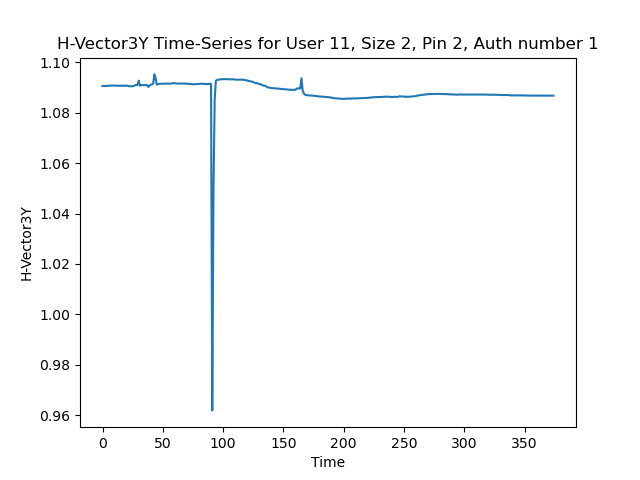 H-Vector3Y Time-Series for User 11, Size 2, Pin 2, Auth number 1
1.10
1.08
1.06
1.04
1.02
1.00
0.98
0.96
H-Vector3Y
0 50 100 150 200 250 300 350
Time